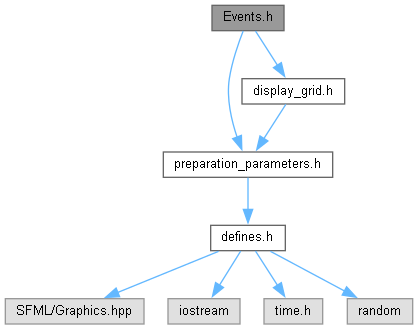 Events.h
display_grid.h
preparation_parameters.h
defines.h
SFML/Graphics.hpp
iostream
time.h
random